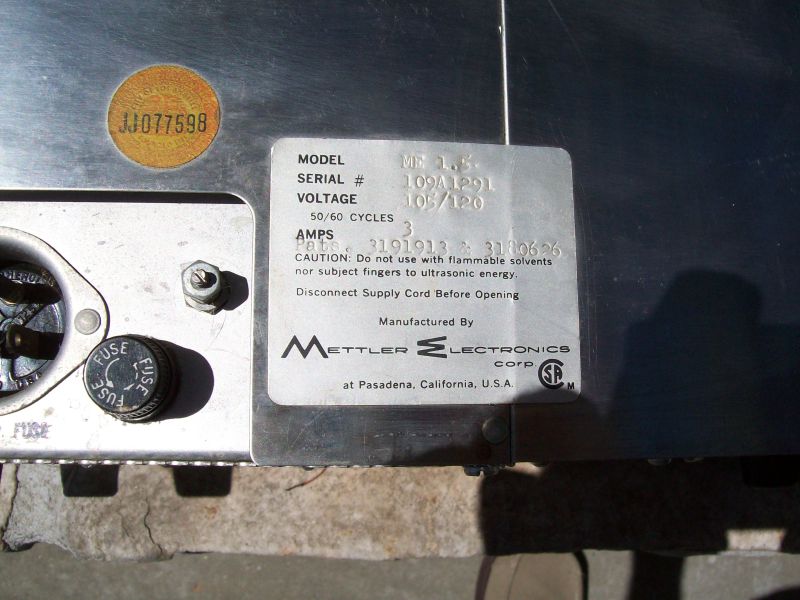 JJ077598
MODEL ME 1.5
SERIAL # 109A1291
VOLTAGE 105/120
50/60 CYCLES
AMPS 3
Pats. 3191913 & 3180626
CAUTION: Do not use with flammable solvents
nor subject fingers to ultrasonic energy.
Disconnect Supply Cord Before Opening
Manufactured By
METTLER ELECTRONICS
corp
SA
M
at Pasadena, California, U.S.A.
FUSE FUSE FUSE
FUSE